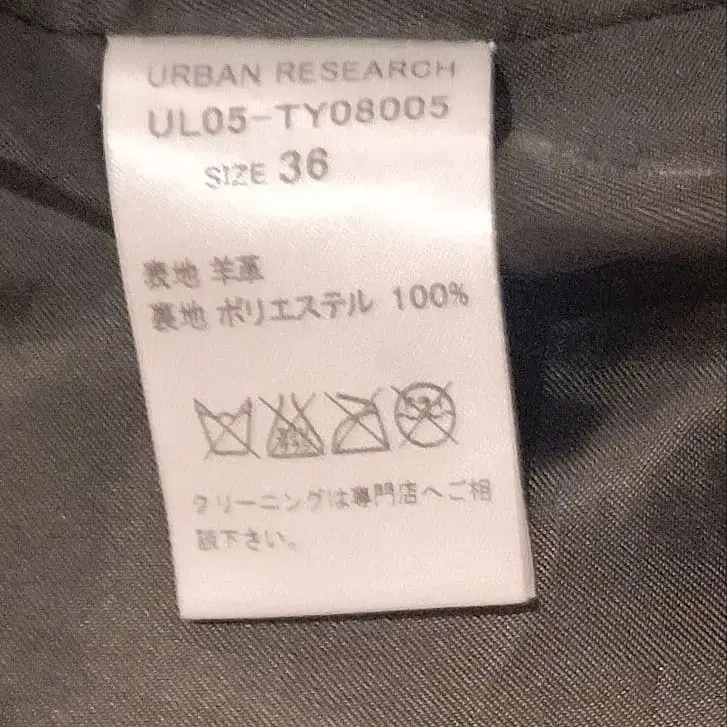 URBAN RESEARCH
UL05-TY08005
SIZE 36
表地 羊革
裏地 ポリエステル 100%
クリーニングは専門店へご相
談下さい。